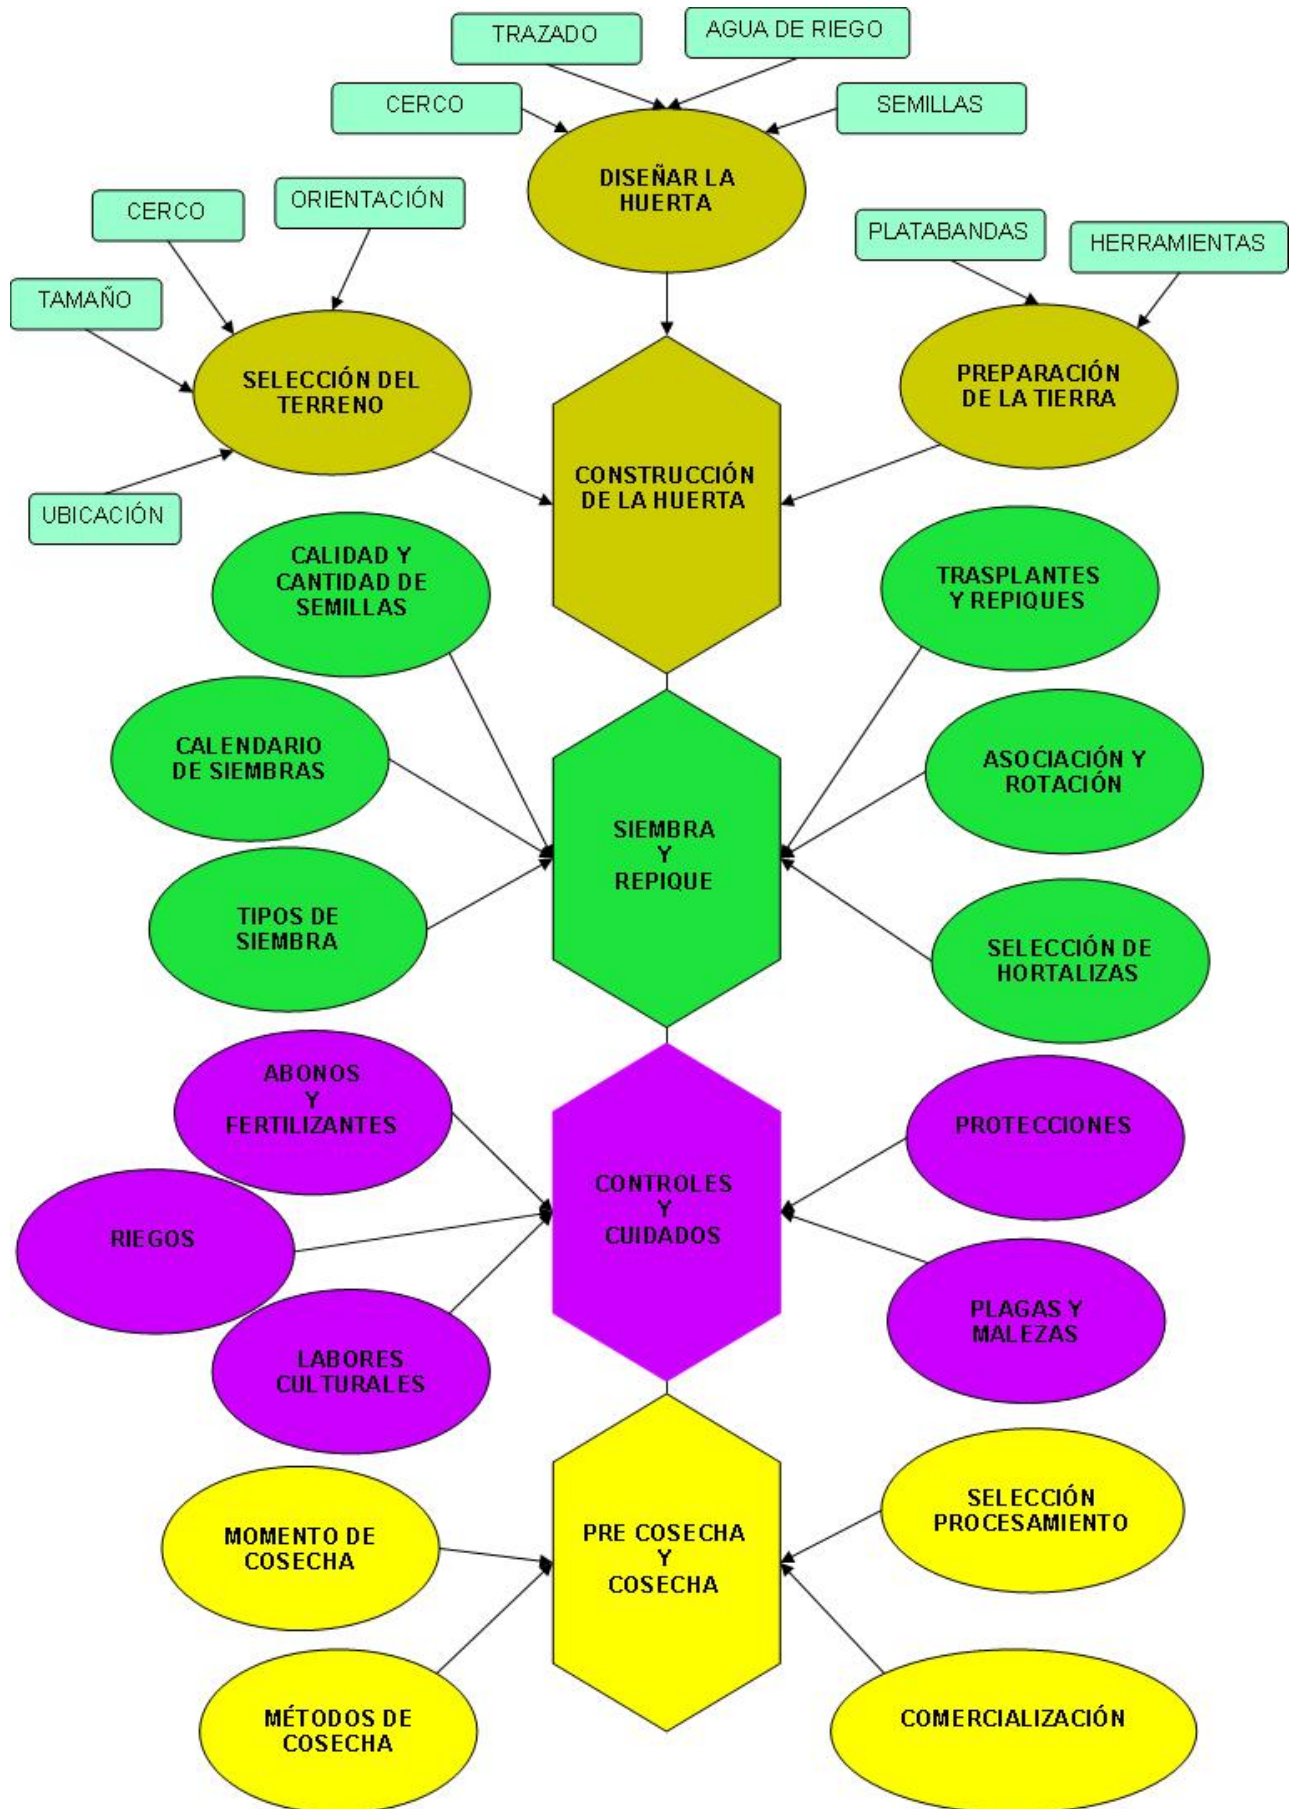 TRAZADO
AGUA DE RIEGO
CERCO
SEMILLAS
DISEÑAR LA
HUERTA
CERCO
ORIENTACIÓN
PLATABANDAS
HERRAMIENTAS
TAMAÑO
SELECCIÓN DEL
TERRENO
PREPARACIÓN
DE LA TIERRA
UBICACIÓN
CONSTRUCCIÓN
DE LA HUERTA
CALIDAD Y
CANTIDAD DE
SEMILLAS
TRASPLANTES
Y REPIQUES
CALENDARIO
DE SIEMBRAS
ASOCIACIÓN Y
ROTACIÓN
SIEMBRA
Y
REPIQUE
TIPOS DE
SIEMBRA
SELECCIÓN DE
HORTALIZAS
ABONOS
Y
FERTILIZANTES
PROTECCIONES
CONTROLES
Y
CUIDADOS
RIEGOS
PLAGAS Y
MALEZAS
LABORES
CULTURALES
SELECCIÓN
PROCESAMIENTO
MOMENTO DE
COSECHA
PRE COSECHA
Y
COSECHA
MÉTODOS DE
COSECHA
COMERCIALIZACIÓN